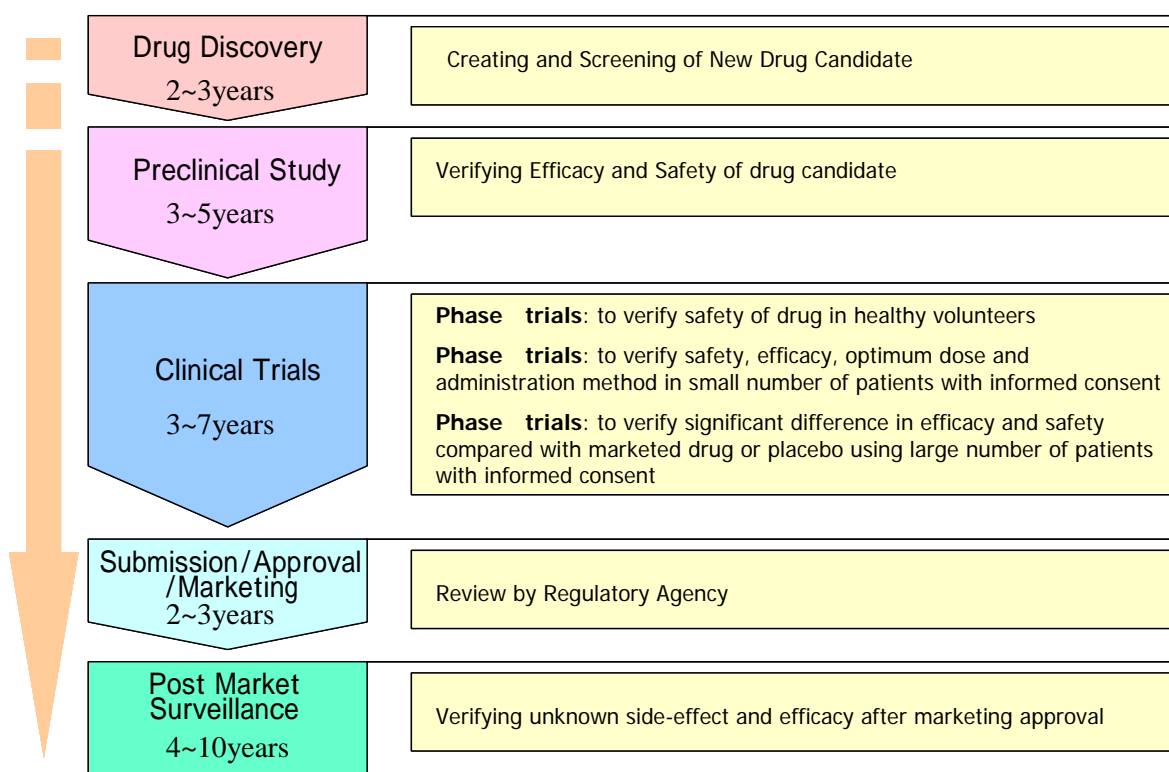 Drug Discovery
2~3years
Creating and Screening of New Drug Candidate
Preclinical Study
3~5years
Verifying Efficacy and Safety of drug candidate
Clinical Trials
3~7years
Phase trials: to verify safety of drug in healthy volunteers
Phase trials: to verify safety, efficacy, optimum dose and
administration method in small number of patients with informed consent
Phase trials: to verify significant difference in efficacy and safety
compared with marketed drug or placebo using large number of patients
with informed consent
Submission/Approval
/Marketing
2~3years
Review by Regulatory Agency
Post Market
Surveillance
4~10years
Verifying unknown side-effect and efficacy after marketing approval